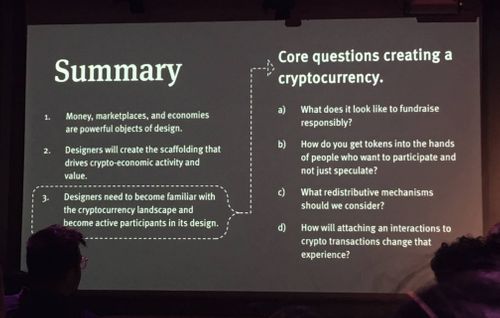 Summary
1. Money, marketplaces, and economies
are powerful objects of design.
2. Designers will create the scaffolding that
drives crypto-economic activity and
value.
3. Designers need to become familiar with
the cryptocurrency landscape and
become active participants in its design.
Core questions creating a
cryptocurrency.
a) What does it look like to fundraise
responsibly?
b) How do you get tokens into the hands
of people who want to participate and
not just speculate?
c) What redistributive mechanisms
should we consider?
d) How will attaching an interactions to
crypto transactions change that
experience?